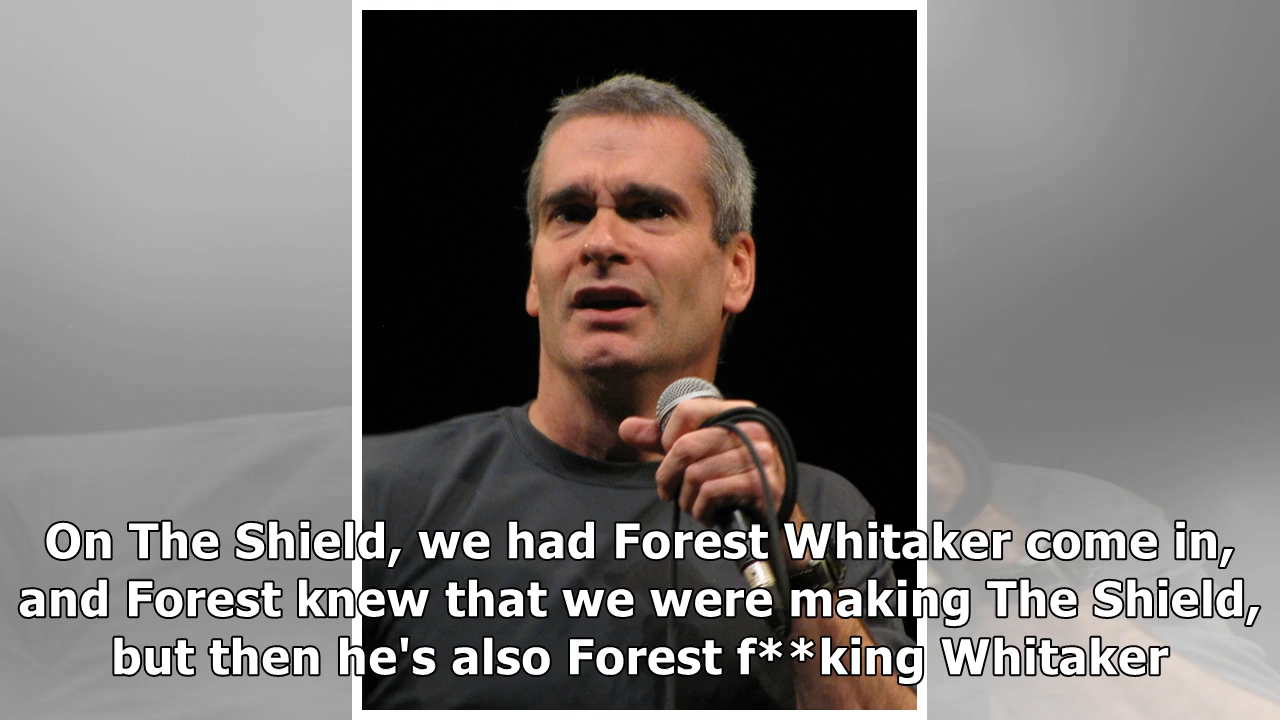 On The Shield, we had Forest Whitaker come in,
and Forest knew that we were making The Shield,
but then he's also Forest f**king Whitaker